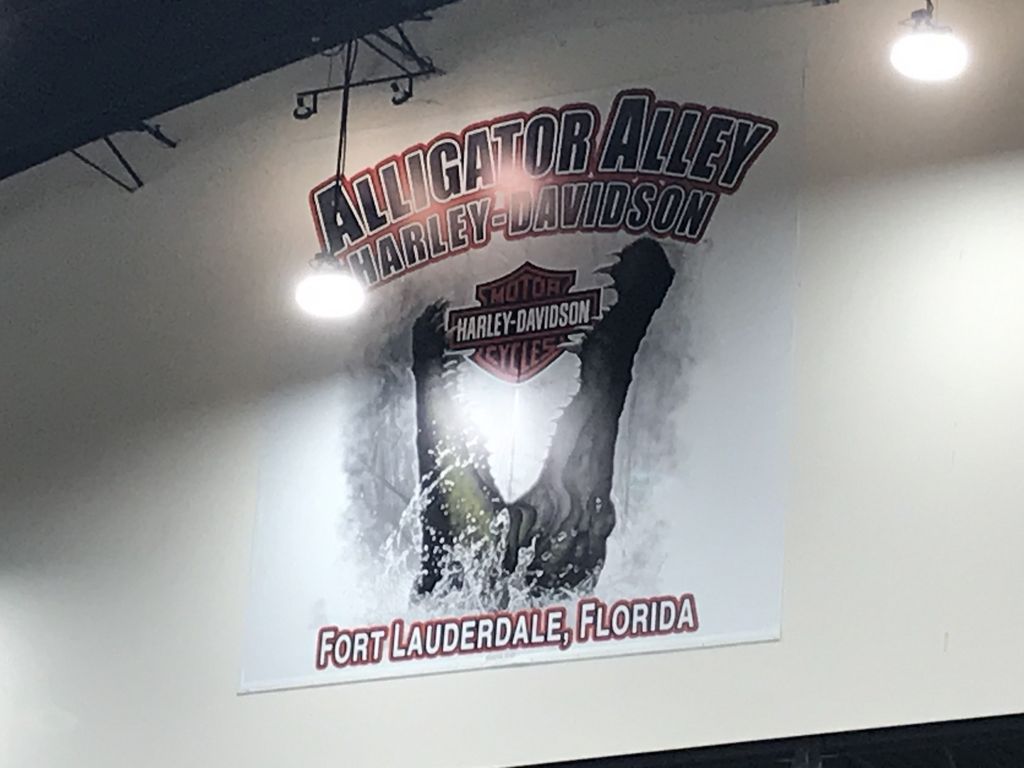 ALLIGATOR ALLEY
HARLEY-DAVIDSON
MOTOR
HARLEY-DAVIDSON
CYCLES
FORT LAUDERDALE, FLORIDA